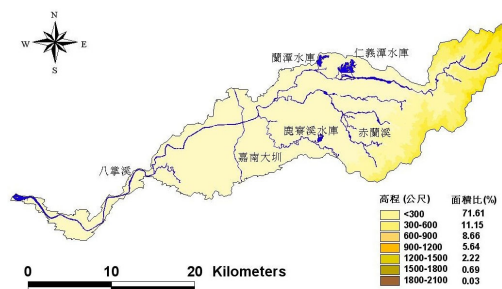 N
W E
S
蘭潭水庫
仁義潭水庫
鹿寮溪水庫
赤蘭溪
嘉南大圳
八掌溪
高程 (公尺) 面積比(%)
<300 71.61
300-600 11.15
600-900 8.66
900-1200 5.64
1200-1500 2.22
1500-1800 0.69
1800-2100 0.03
0 10 20 Kilometers